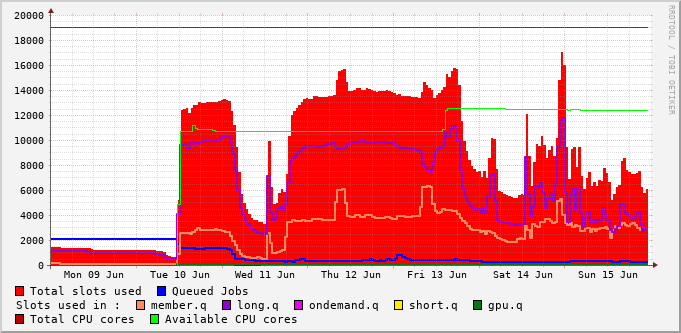 20000
18000
16000
14000
12000
10000
8000
6000
4000
2000
0
Mon 09 Jun Tue 10 Jun Wed 11 Jun Thu 12 Jun Fri 13 Jun Sat 14 Jun Sun 15 Jun
RRDTOOL / TOBI OETIKER
Total slots used Queued Jobs
Slots used in : member.q long.q ondemand.q short.q gpu.q
Total CPU cores Available CPU cores